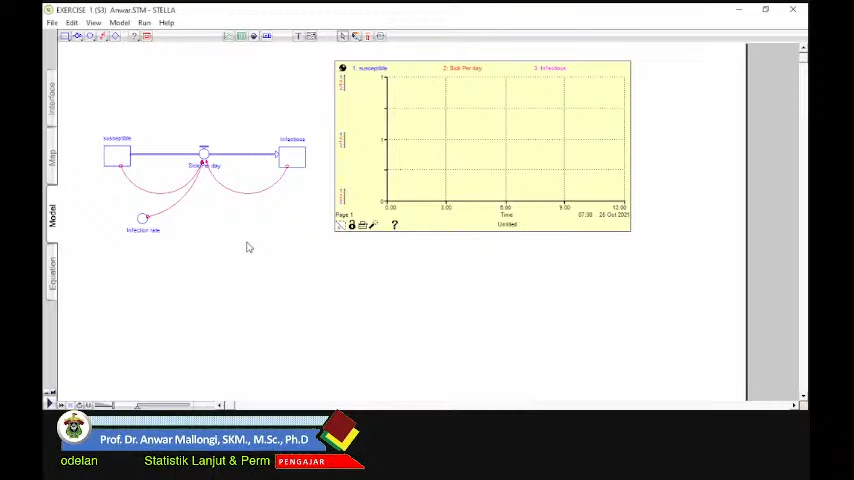 EXERCISE 1 (S3) Anwar.STM - STELLA
File Edit View Model Run Help
Interface
Map
Model
Equation
susceptible
Infectious
Sick Per day
Infection rate
1: susceptible 2: Sick Per day 3: Infectious
0.00 3.00 6.00 9.00 12.00
Page 1 Time 07:38 25 Oct 2021
Untitled
?
Prof. Dr. Anwar Mallongi, SKM., M.Sc., Ph.D
odelan Statistik Lanjut & Perm
PENGAJAR